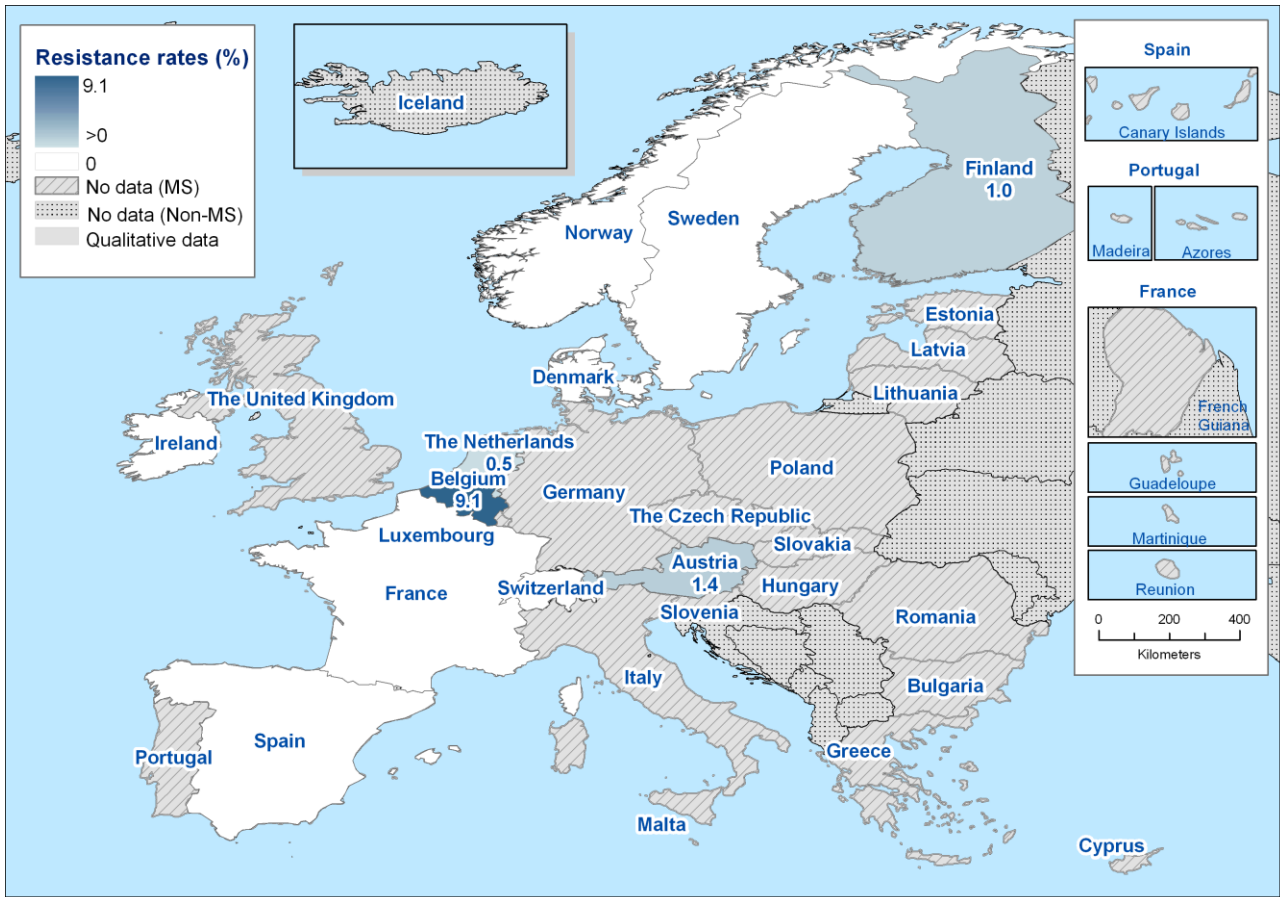 Resistance rates (%)
9.1
>0
0
No data (MS)
No data (Non-MS)
Qualitative data
Iceland
Finland
1.0
Norway
Sweden
Estonia
Latvia
Lithuania
Denmark
The United Kingdom
Ireland
The Netherlands
0.5
Belgium
9.1
Germany
Poland
The Czech Republic
Luxembourg
Slovakia
Austria
1.4
Hungary
Switzerland
France
Slovenia
Romania
Italy
Bulgaria
Spain
Portugal
Greece
Malta
Cyprus
Spain
Canary Islands
Portugal
Madeira
Azores
France
French
Guiana
Guadeloupe
Martinique
Reunion
0 200 400
Kilometers